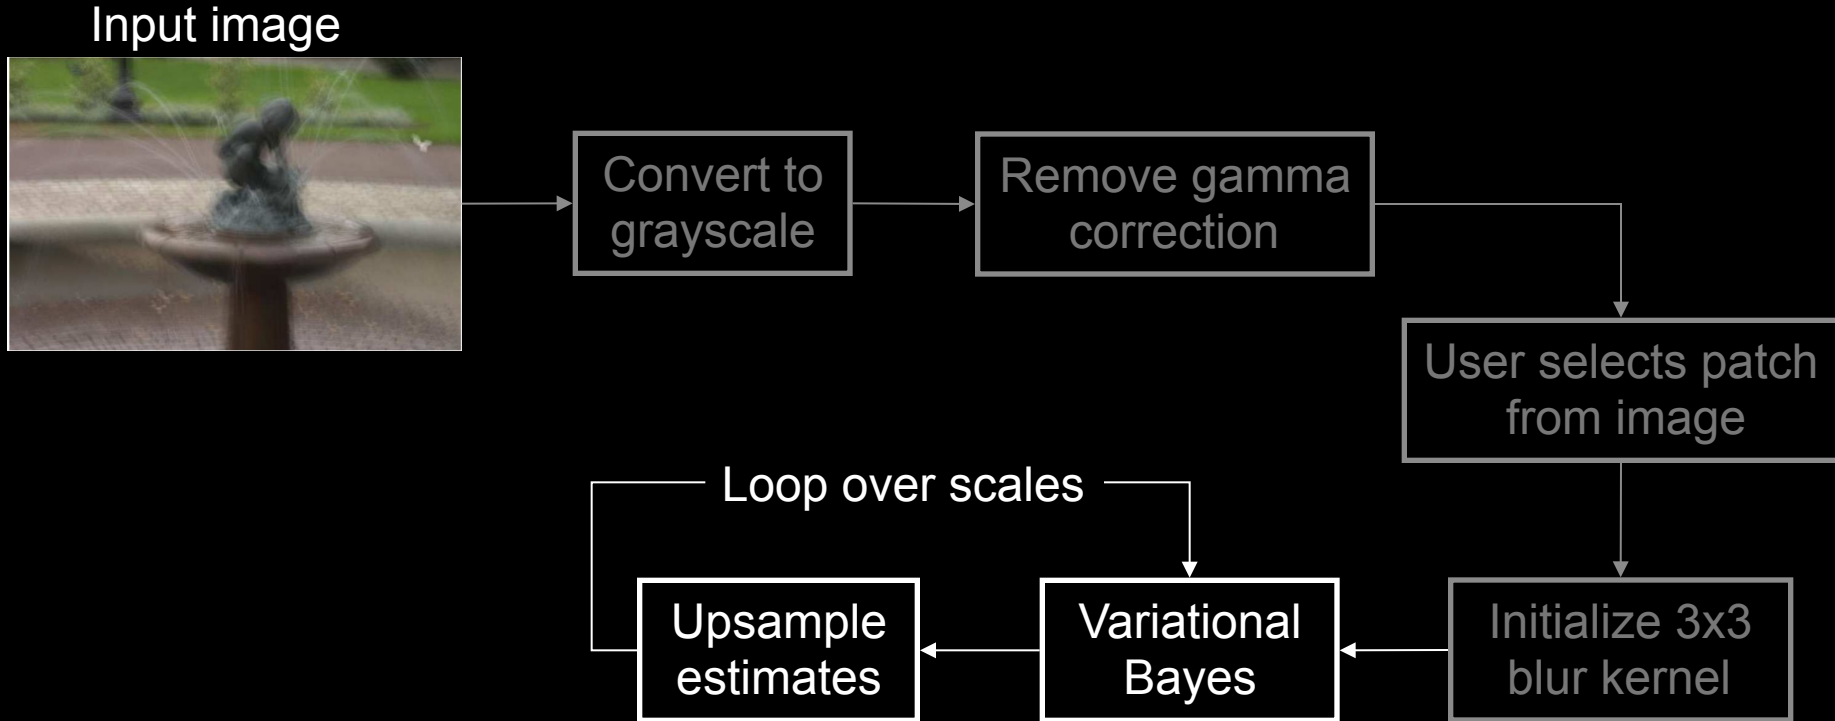 Input image
Convert to
grayscale
Remove gamma
correction
User selects patch
from image
Loop over scales
Upsample
estimates
Variational
Bayes
Initialize 3x3
blur kernel